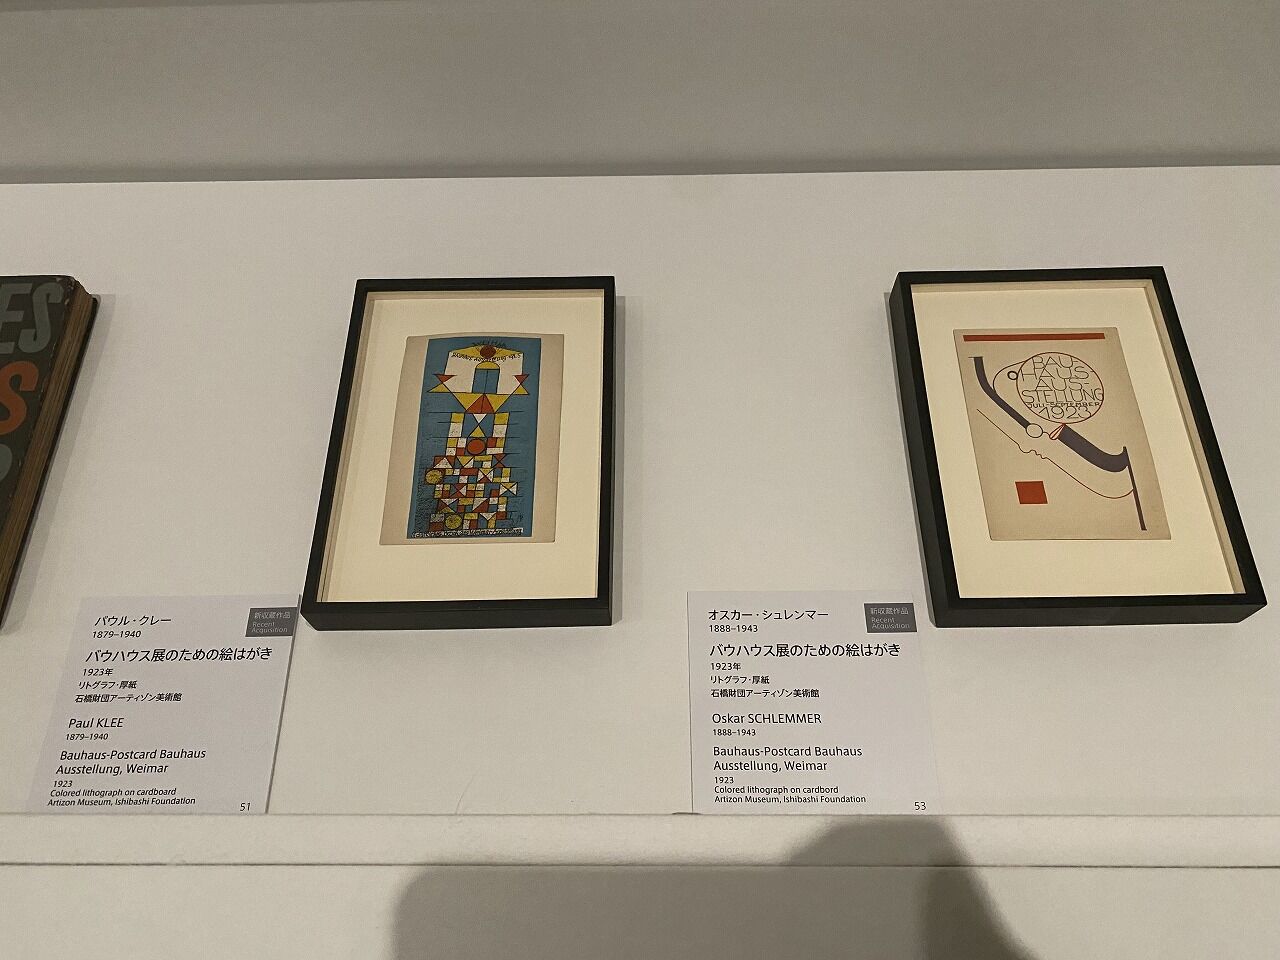 ES
S
パウル・クレー
1879–1940
新収蔵作品
Recent
Acquisition
バウハウス展のための絵はがき
1923年
リトグラフ・厚紙
石橋財団アーティゾン美術館
Paul KLEE
1879–1940
Bauhaus-Postcard Bauhaus
Ausstellung, Weimar
1923
Colored lithograph on cardboard
Artizon Museum, Ishibashi Foundation
51
BAU-
HAUS-
AUS-
STELLUNG
JULI-SEPTEMBER
1923
オスカー・シュレンマー
1888–1943
新収蔵作品
Recent
Acquisition
バウハウス展のための絵はがき
1923年
リトグラフ・厚紙
石橋財団アーティゾン美術館
Oskar SCHLEMMER
1888–1943
Bauhaus-Postcard Bauhaus
Ausstellung, Weimar
1923
Colored lithograph on cardbord
Artizon Museum, Ishibashi Foundation
53